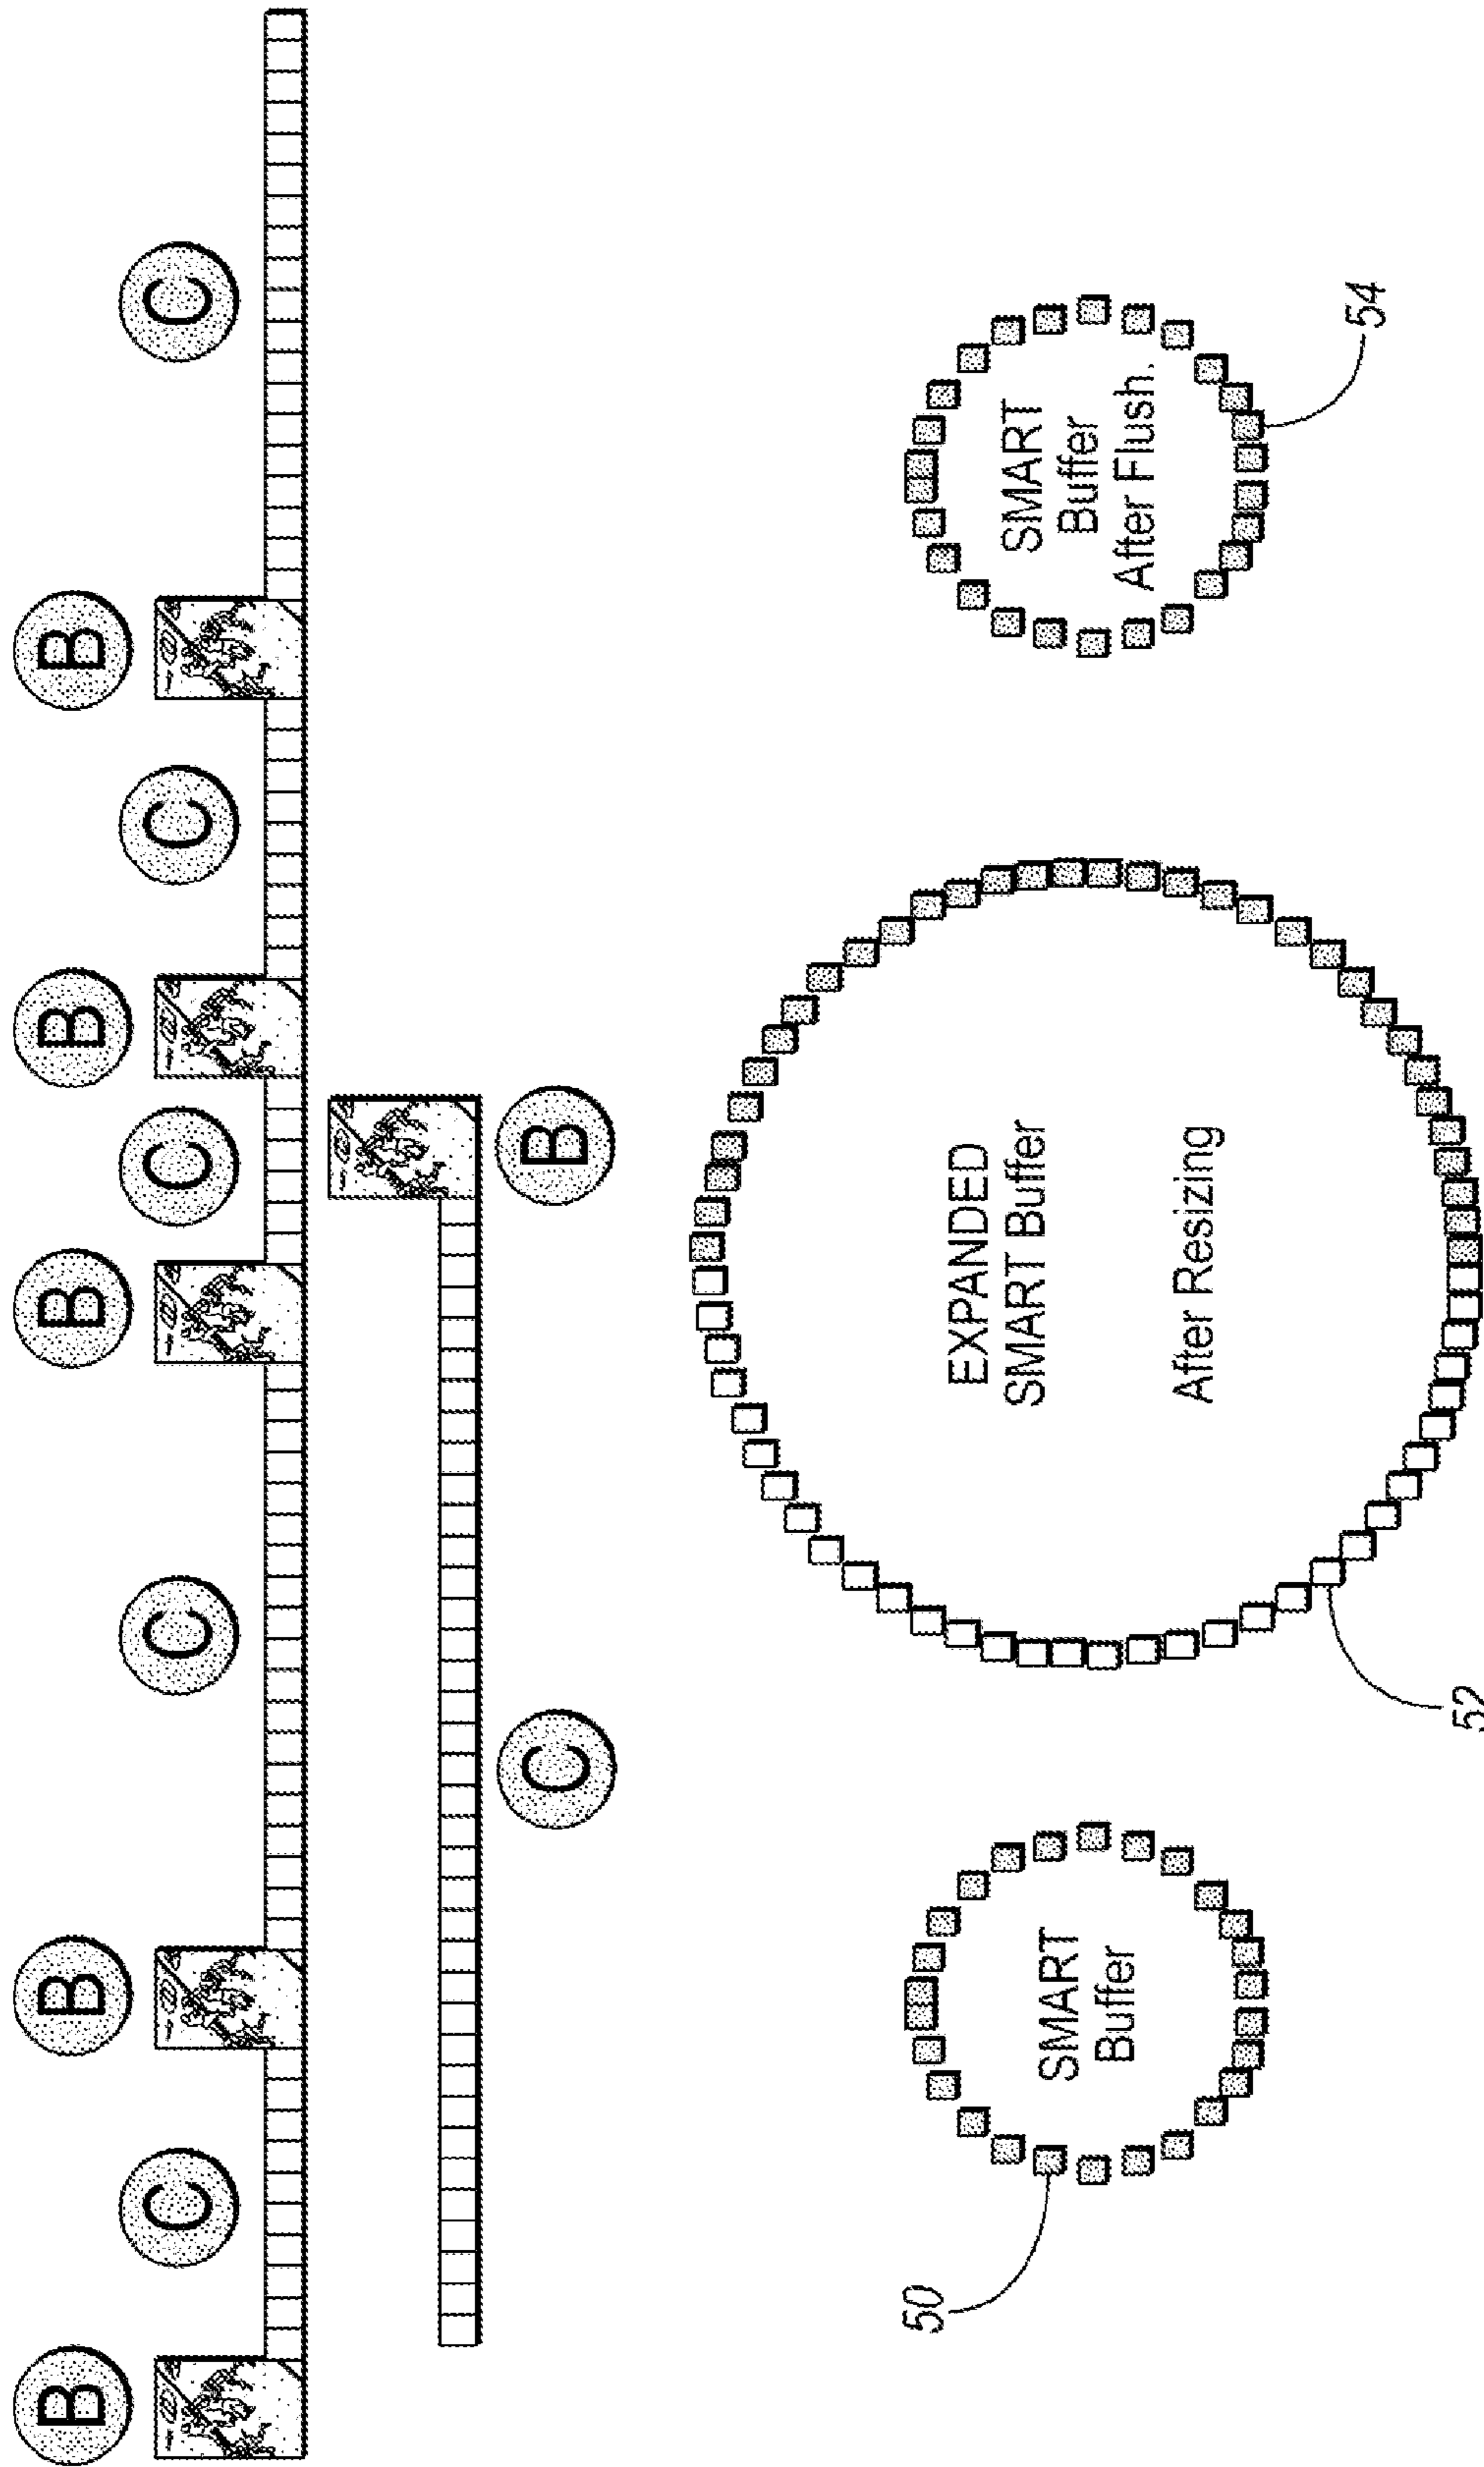 B
B
B
B
B
C
C
C
C
C
B
C
SMART
Buffer
50
EXPANDED
SMART Buffer
After Resizing
52
SMART
Buffer
After Flush.
54